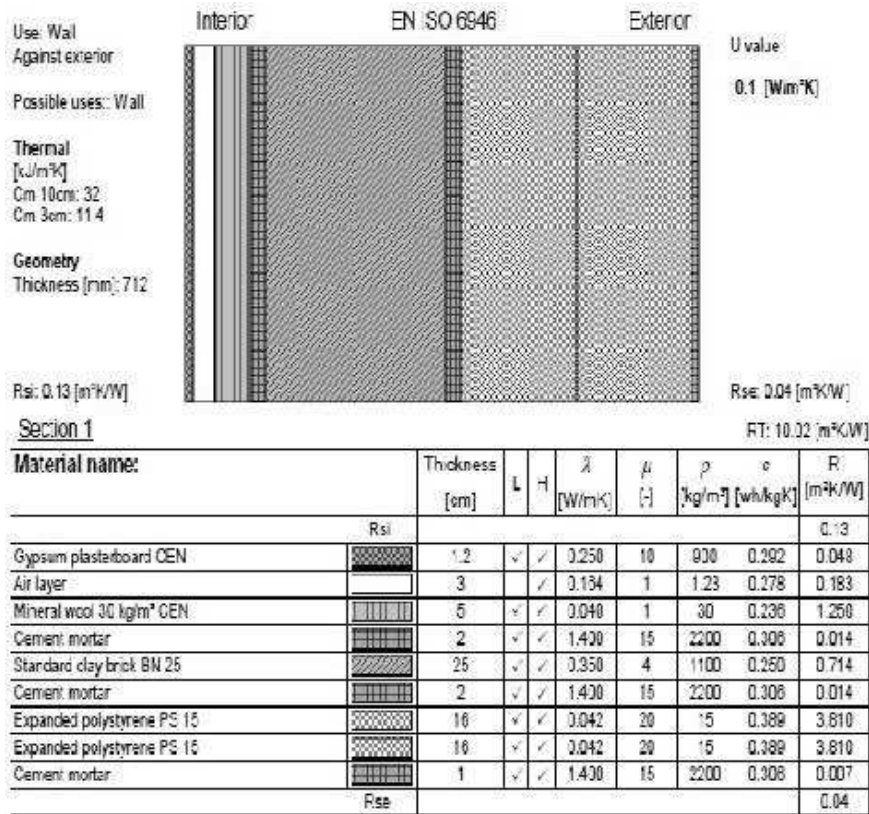 Interior EN ISO 6946 Exterior
Use: Wall
Against exterior
Possible uses:: Wall
Thermal
[kJ/m²K]
Cm 10cm: 32
Cm 3cm: 11.4
Geometry
Thickness [mm]: 712
Rsi: 0.13 [m²K/W]
U value
0.1 [W/m²K]
Rse: 0.04 [m²K/W]
Section 1 RT: 10.02 [m²K/W]
Material name: Thickness [cm] L H λ [W/mK] μ [-] ρ [kg/m³] c [wh/kgK] R [m²K/W]
Rsi 0.13
Gypsum plasterboard CEN 1.2 ✓ ✓ 0.250 10 900 0.292 0.048
Air layer 3 ✓ 0.164 1 1.23 0.278 0.183
Mineral wool 30 kg/m³ CEN 5 ✓ ✓ 0.040 1 30 0.236 1.250
Cement mortar 2 ✓ ✓ 1.400 15 2200 0.306 0.014
Standard clay brick BN 25 25 ✓ ✓ 0.350 4 1100 0.250 0.714
Cement mortar 2 ✓ ✓ 1.400 15 2200 0.306 0.014
Expanded polystyrene PS 15 16 ✓ ✓ 0.042 20 15 0.389 3.810
Expanded polystyrene PS 15 16 ✓ ✓ 0.042 20 15 0.389 3.810
Cement mortar 1 ✓ ✓ 1.400 15 2200 0.306 0.007
Rse 0.04